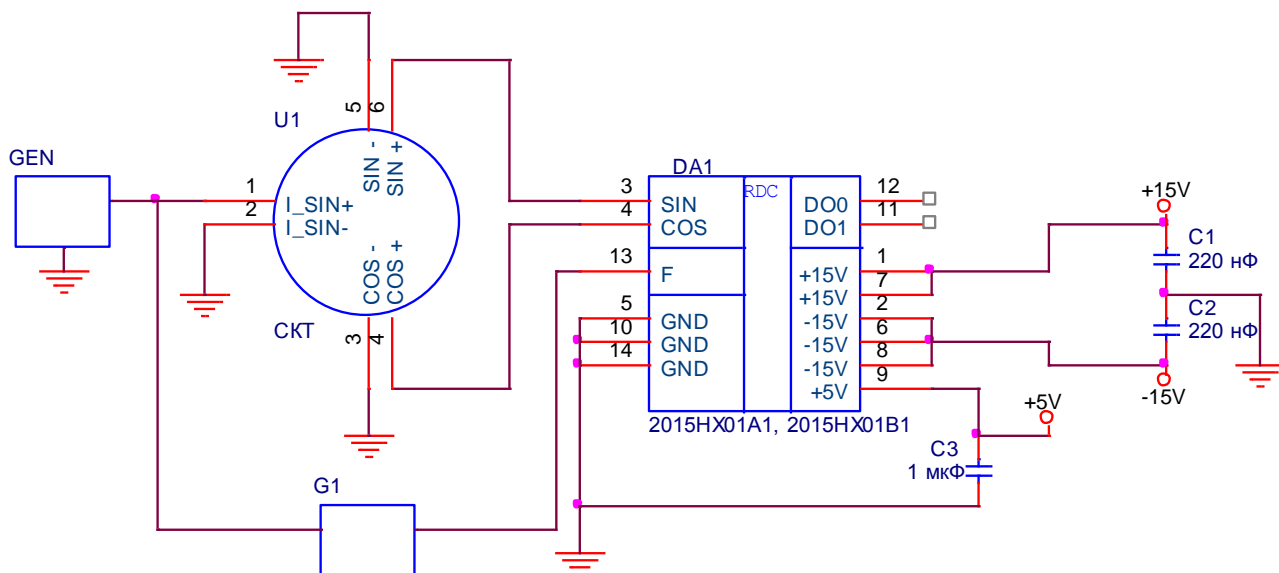 U1
GEN
5
6
SIN -
SIN +
1
2
I_SIN+
I_SIN-
COS -
COS +
3
4
СКТ
DA1
RDC
3
4
13
5
10
14
SIN
COS
F
GND
GND
GND
DO0
DO1
+15V
+15V
-15V
-15V
-15V
+5V
12
11
1
7
2
6
8
9
2015HX01A1, 2015HX01B1
+15V
C1
220 нФ
C2
220 нФ
-15V
+5V
C3
1 мкФ
G1